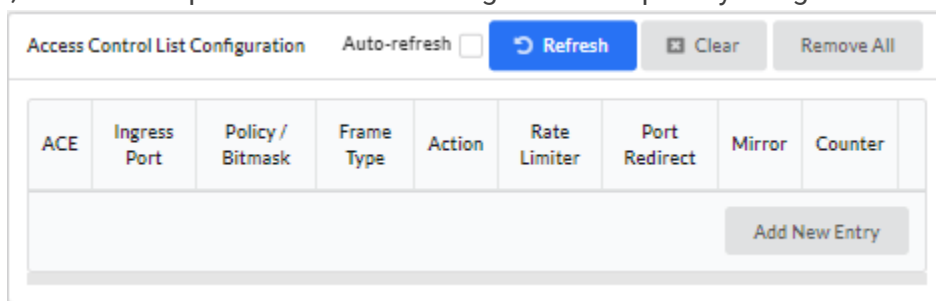 Access Control List Configuration Auto-refresh Refresh Clear Remove All
ACE Ingress Port Policy / Bitmask Frame Type Action Rate Limiter Port Redirect Mirror Counter
Add New Entry